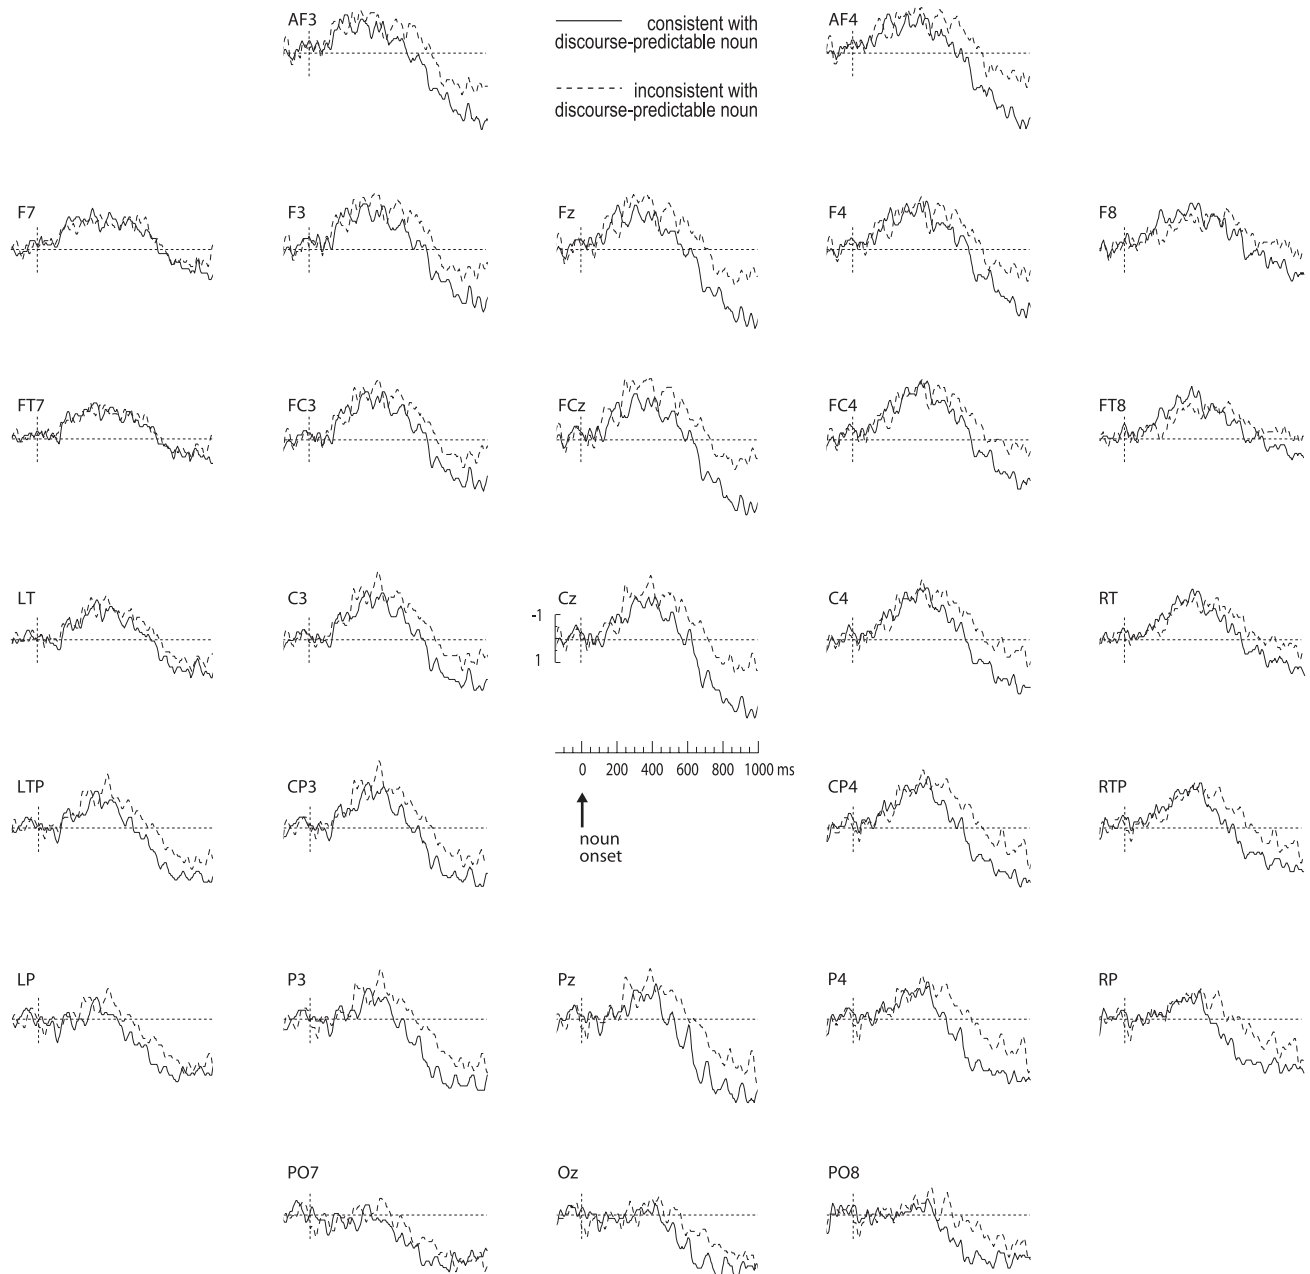 AF3
consistent with
discourse-predictable noun
inconsistent with
discourse-predictable noun
AF4
F7
F3
Fz
F4
F8
FT7
FC3
FCz
FC4
FT8
LT
C3
Cz
C4
RT
-1
1
0 200 400 600 800 1000 ms
noun
onset
LTP
CP3
CP4
RTP
LP
P3
Pz
P4
RP
PO7
Oz
PO8